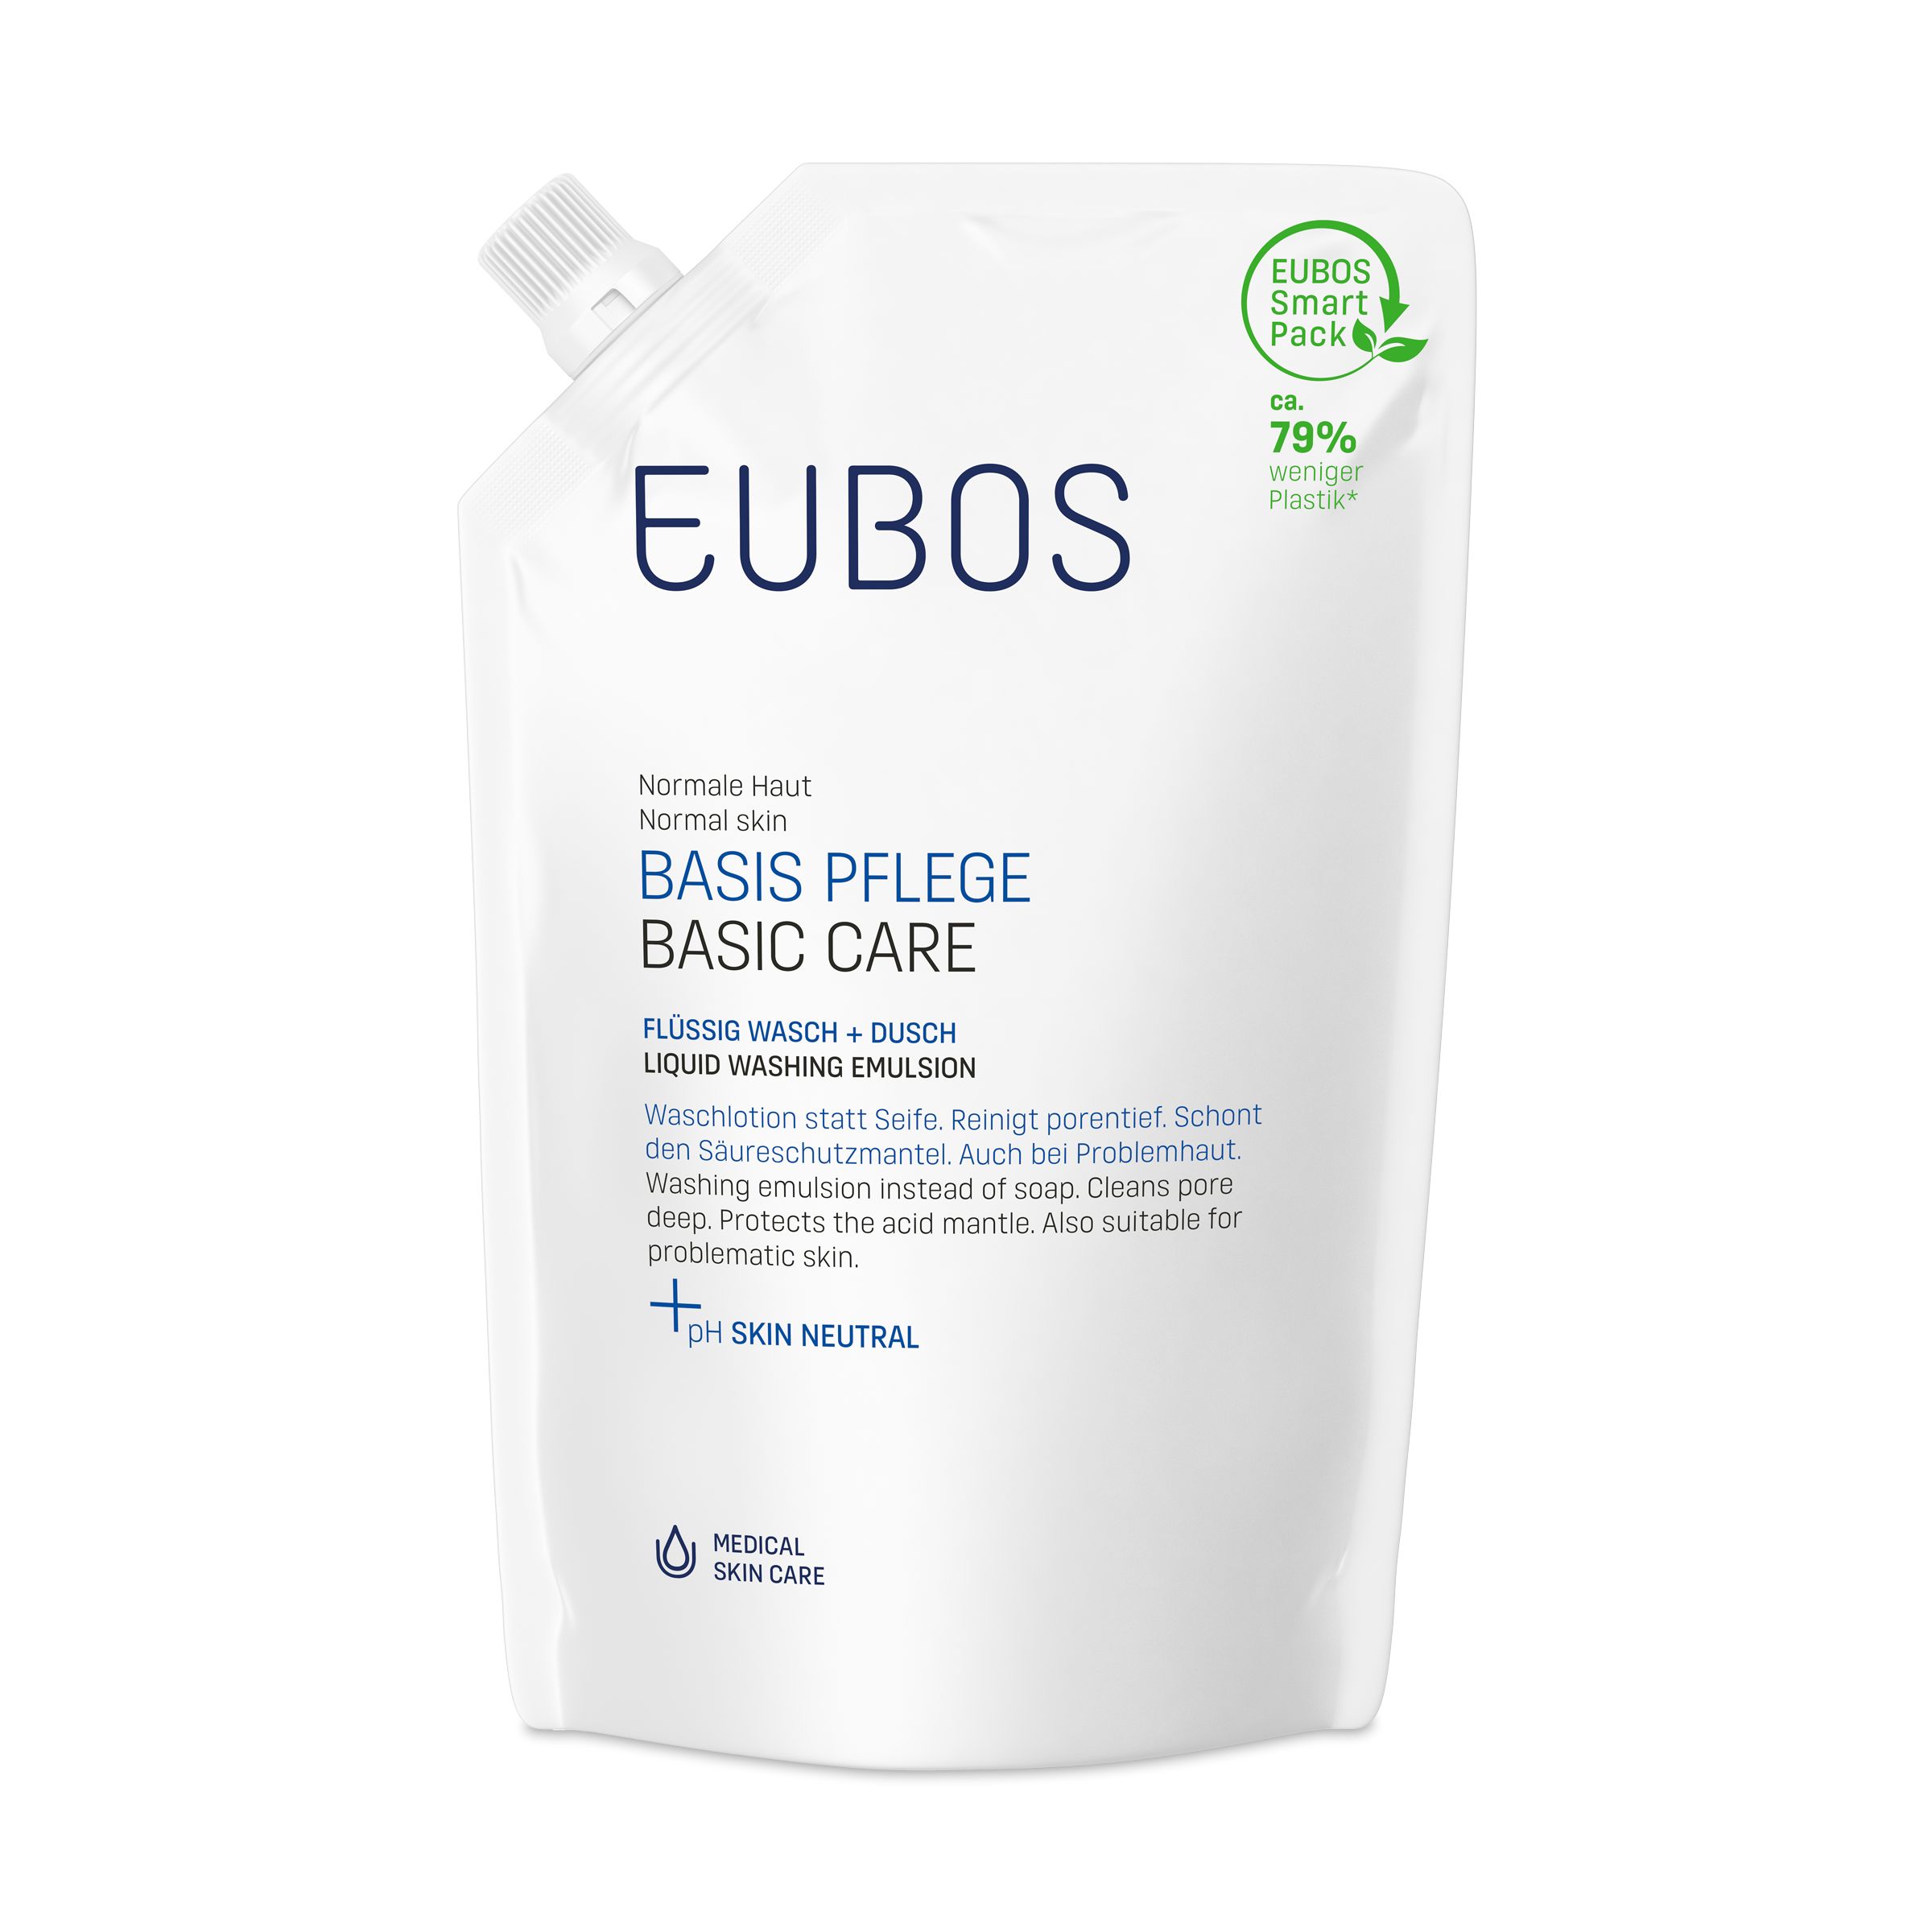 EUBOS
Smart
Pack
ca.
79%
weniger
Plastik*
EUBOS
Normale Haut
Normal skin
BASIS PFLEGE
BASIC CARE
FLÜSSIG WASCH + DUSCH
LIQUID WASHING EMULSION
Waschlotion statt Seife. Reinigt porentief. Schont
den Säureschutzmantel. Auch bei Problemhaut.
Washing emulsion instead of soap. Cleans pore
deep. Protects the acid mantle. Also suitable for
problematic skin.
pH SKIN NEUTRAL
MEDICAL
SKIN CARE